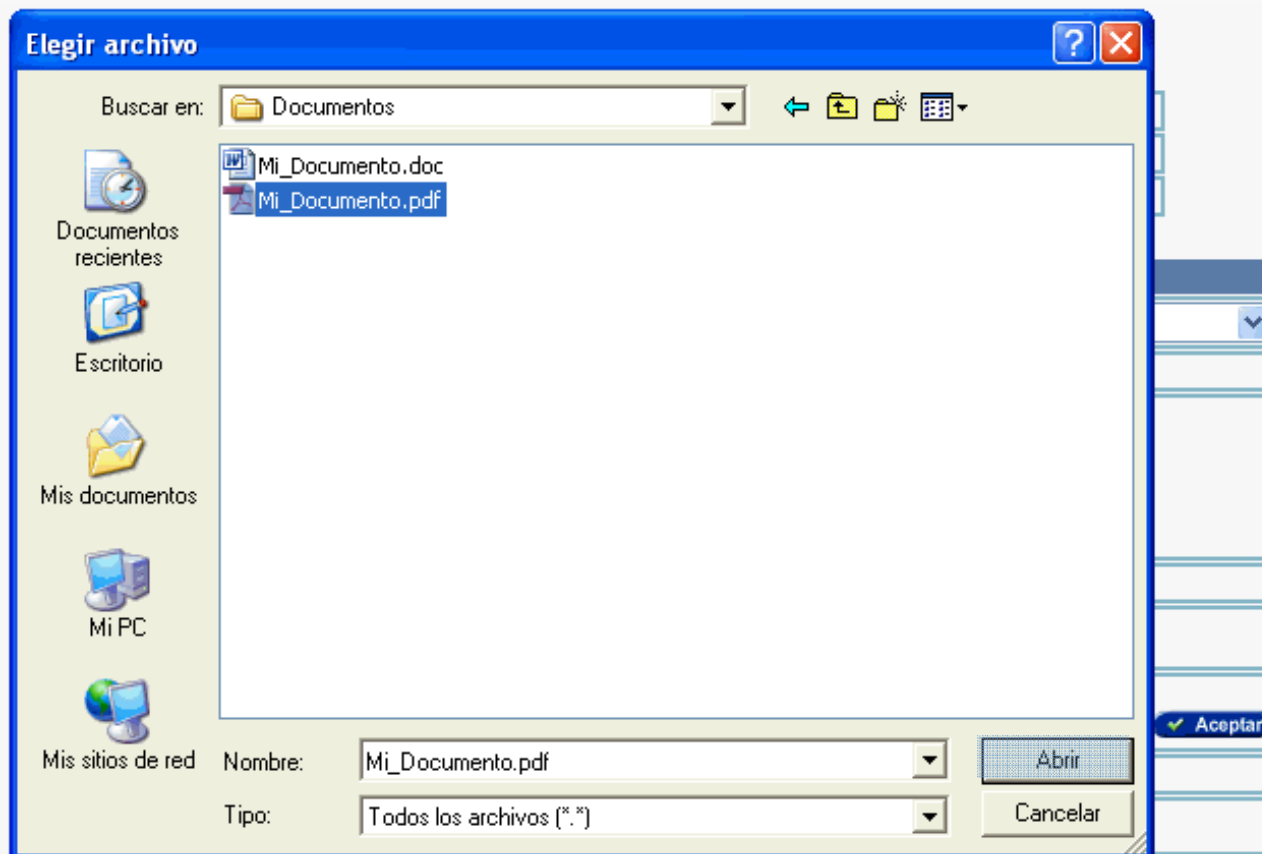 Elegir archivo
Buscar en: Documentos
Mi_Documento.doc
Mi_Documento.pdf
Documentos
recientes
Escritorio
Mis documentos
Mi PC
Mis sitios de red
Nombre: Mi_Documento.pdf Abrir
Tipo: Todos los archivos (*.*) Cancelar
Aceptar